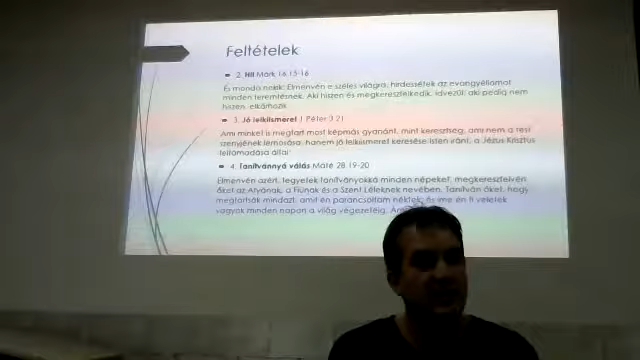 Feltételek
2. Hit Márk 16.15-16
És monda nekik: Elmenvén e széles világra, hirdessétek az evangyéliomot
minden teremtésnek. Aki hiszen és megkeresztelkedik, idvezül; aki pedig nem
hiszen, elkárhozik.
3. Jó lelkiismeret 1 Péter 3.21
Ami minket is megtart most képmás gyanánt, mint keresztség, ami nem a test
szennyének lemosása, hanem jó lelkiismeret keresése Isten iránt, a Jézus Krisztus
feltámadása által
4. Tanítvánnyá válás Máté 28.19-20
Elmenvén azért, tegyetek tanítványokká minden népeket, megkeresztelvén
őket az Atyának, a Fiúnak és a Szent Léleknek nevében, Tanítván őket, hogy
megtartsák mindazt, amit én parancsoltam néktek: és íme én ti veletek
vagyok minden napon a világ végezetéig.